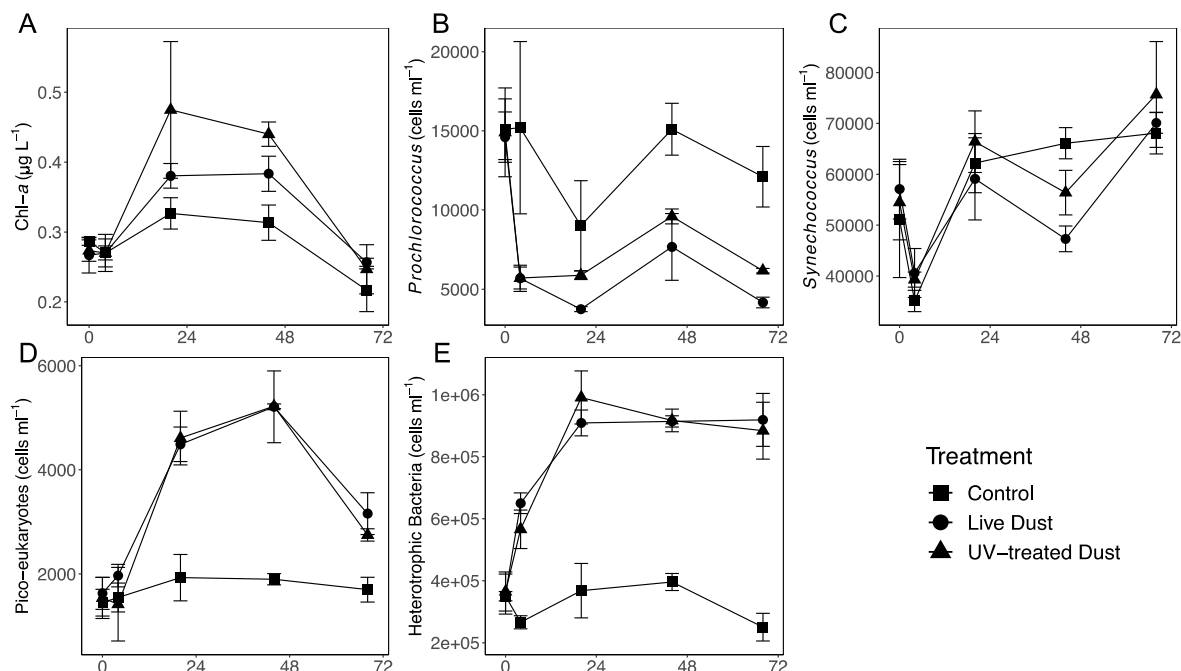 A
Chl-a (µg L⁻¹)
0.5
0.4
0.3
0.2
0 24 48 72
B
Prochlorococcus (cells ml⁻¹)
20000
15000
10000
5000
0 24 48 72
C
Synechococcus (cells ml⁻¹)
80000
70000
60000
50000
40000
0 24 48 72
D
Pico-eukaryotes (cells ml⁻¹)
6000
4000
2000
0 24 48 72
E
Heterotrophic Bacteria (cells ml⁻¹)
1e+06
8e+05
6e+05
4e+05
2e+05
0 24 48 72
Treatment
Control
Live Dust
UV-treated Dust